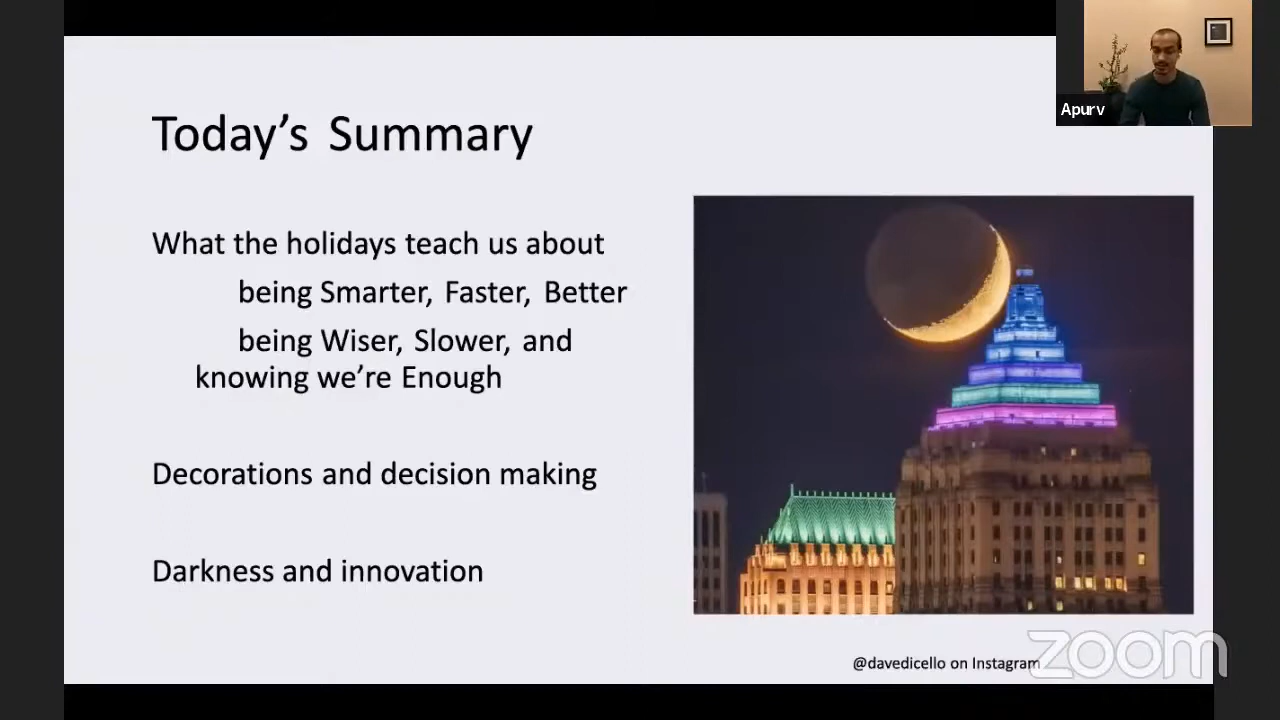 Apurv
Today's Summary
What the holidays teach us about
being Smarter, Faster, Better
being Wiser, Slower, and
knowing we're Enough
Decorations and decision making
Darkness and innovation
@davedicello on Instagram
zoom